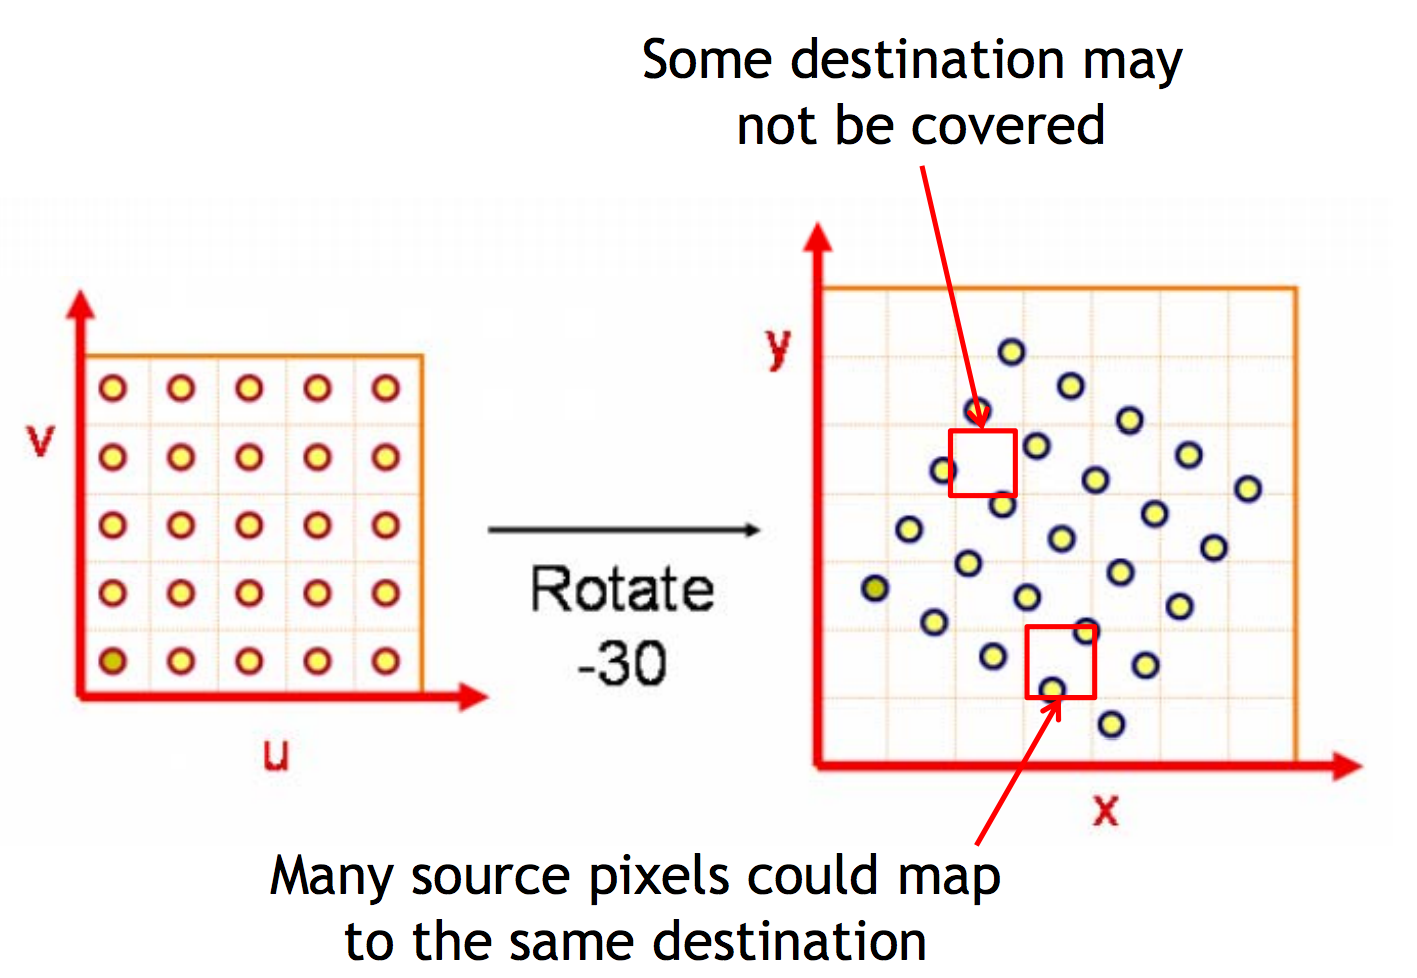 Some destination may
not be covered
y
v
Rotate
-30
u
x
Many source pixels could map
to the same destination